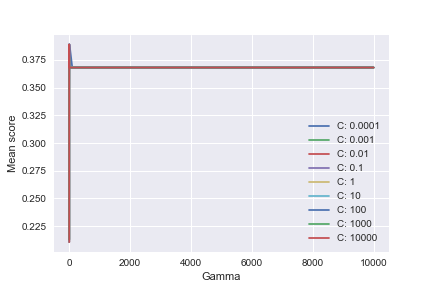 0.375
0.350
0.325
0.300
0.275
0.250
0.225
Mean score
C: 0.0001
C: 0.001
C: 0.01
C: 0.1
C: 1
C: 10
C: 100
C: 1000
C: 10000
0 2000 4000 6000 8000 10000
Gamma